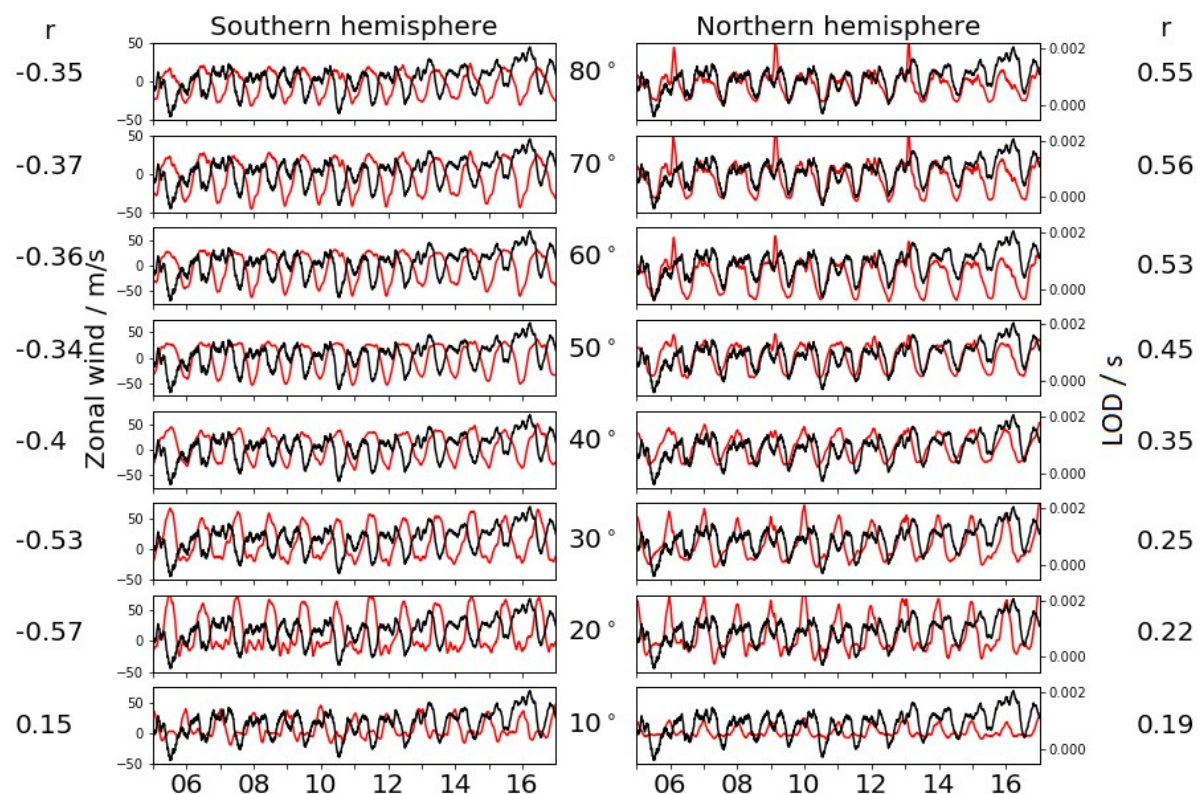 r Southern hemisphere Northern hemisphere r
50 0.002
-0.35 0 80° 0.55
0.000
-50
50 0.002
-0.37 0 70° 0.56
0.000
-50
50 0.002
-0.36 0 60° 0.53
-50 0.000
50 0.002
-0.34 0 50° 0.45
-50 0.000
50 0.002
-0.4 0 40° 0.35
-50 0.000
50 0.002
-0.53 0 30° 0.25
0.000
-50
50 0.002
-0.57 0 20° 0.22
0.000
-50
50 0.002
0.15 0 10° 0.19
0.000
-50
06 08 10 12 14 16 06 08 10 12 14 16
Zonal wind / m/s
LOD / s